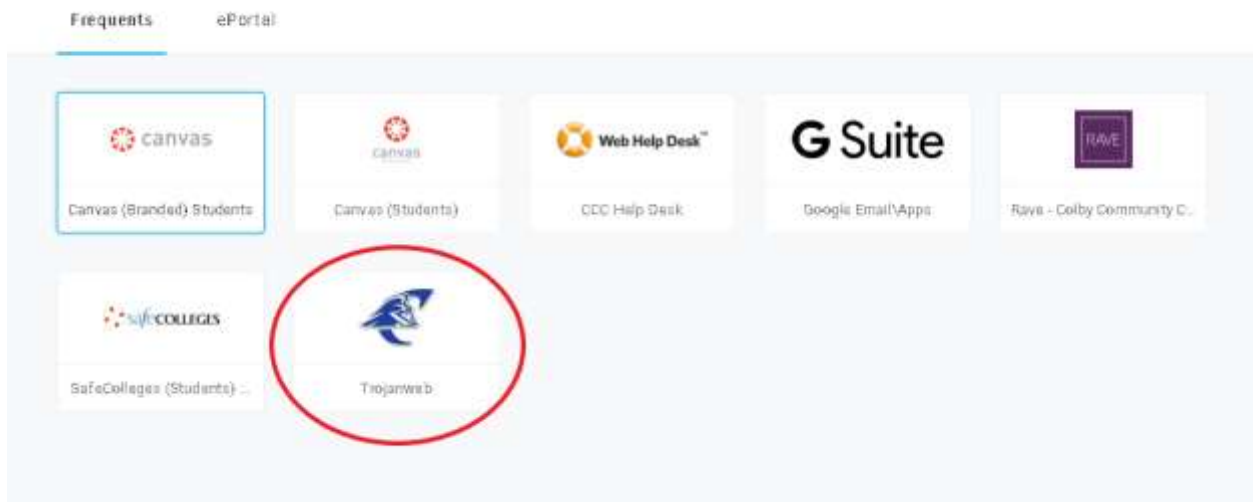 Frequents ePortal
canvas
canvas
Web Help Desk™
G Suite
RAVE
Canvas (Branded) Students
Canvas (Students)
CCC Help Desk
Google Email\Apps
Rave - Colby Community C...
safeCOLLEGES
SafeColleges (Students) ...
Trojanweb